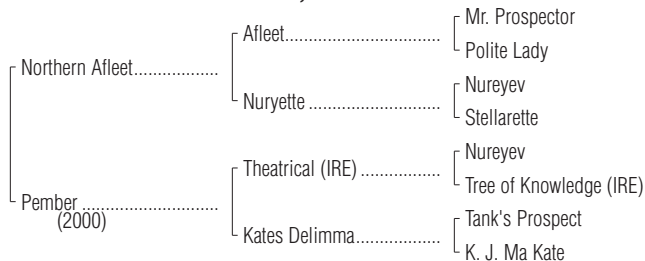 Mr. Prospector
Afleet
Polite Lady
Northern Afleet
Nureyev
Nuryette
Stellarette
Nureyev
Theatrical (IRE)
Tree of Knowledge (IRE)
Pember
(2000)
Tank's Prospect
Kates Delimma
K. J. Ma Kate